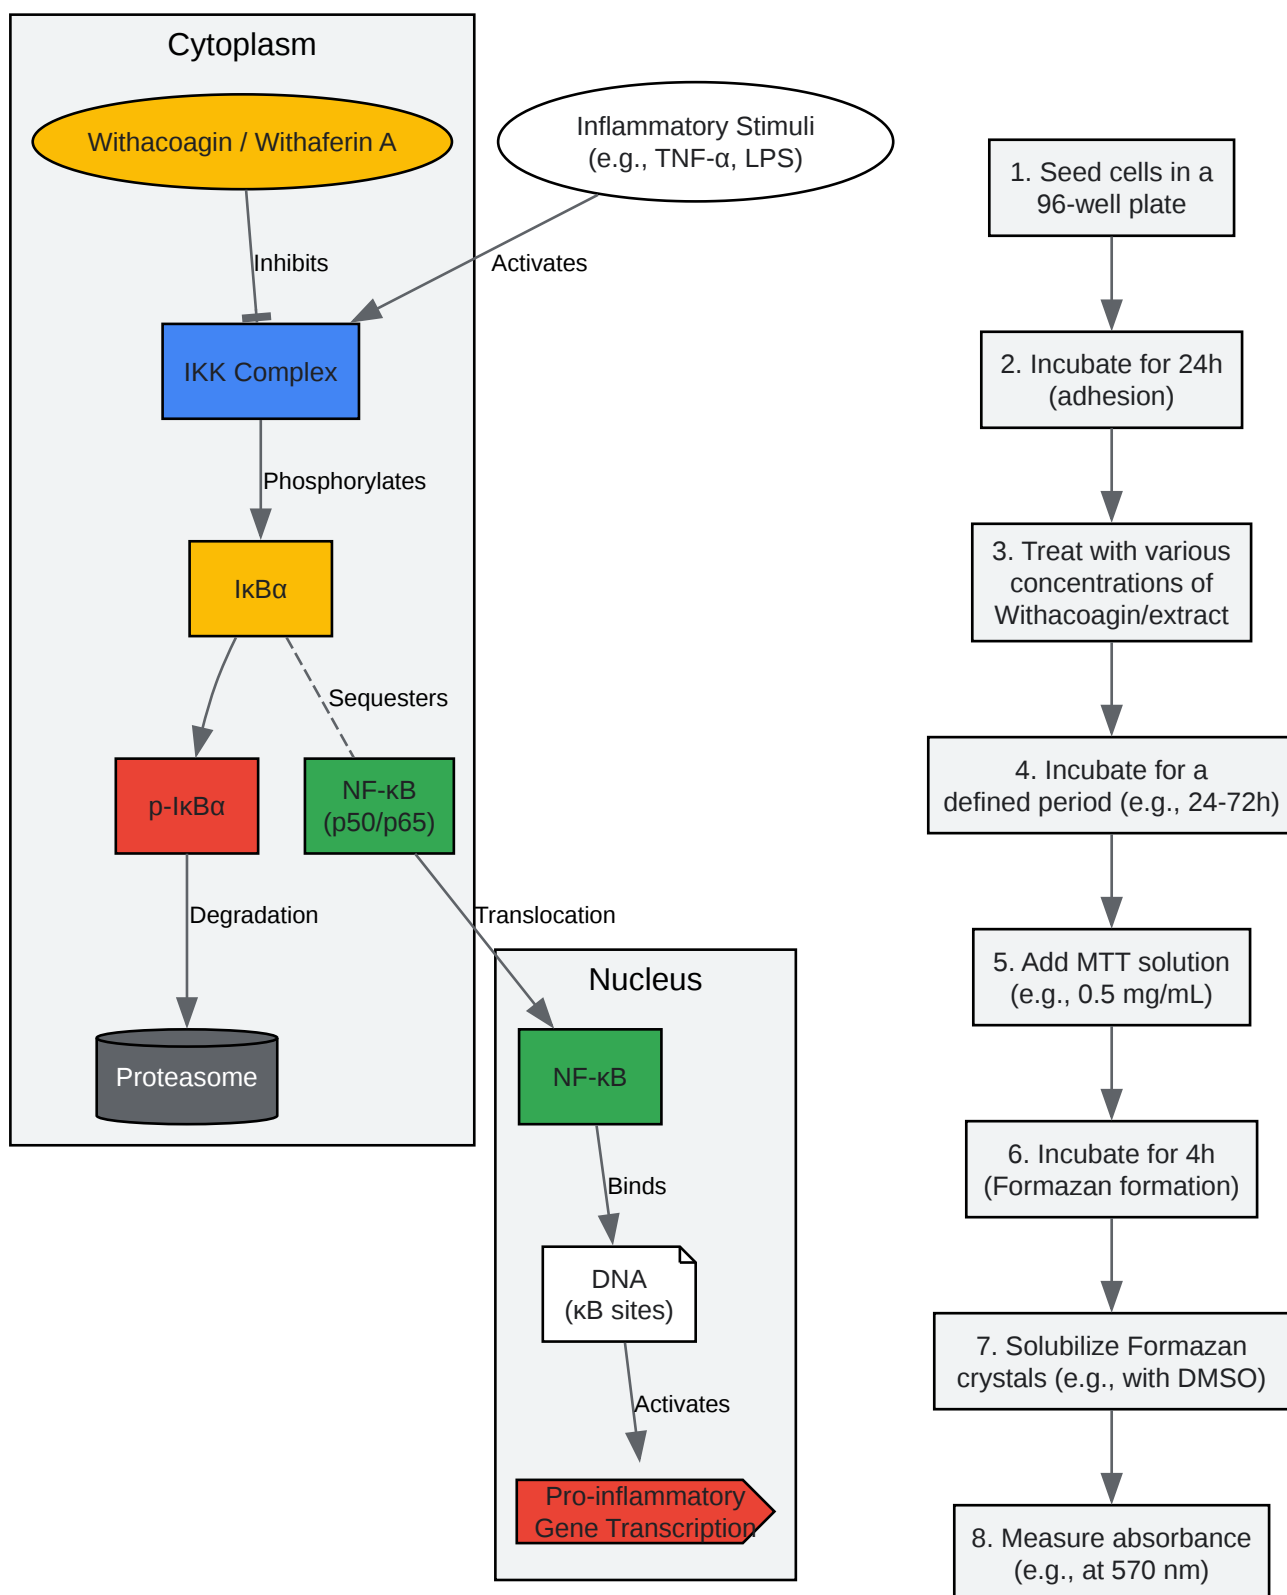 Cytoplasm
Withacoagin / Withaferin A
Inflammatory Stimuli
(e.g., TNF-α, LPS)
Inhibits
Activates
IKK Complex
Phosphorylates
IκBα
Sequesters
p-IκBα
NF-κB
(p50/p65)
Degradation
Translocation
Proteasome
Nucleus
NF-κB
Binds
DNA
(κB sites)
Activates
Pro-inflammatory
Gene Transcription
1. Seed cells in a
96-well plate
2. Incubate for 24h
(adhesion)
3. Treat with various
concentrations of
Withacoagin/extract
4. Incubate for a
defined period (e.g., 24-72h)
5. Add MTT solution
(e.g., 0.5 mg/mL)
6. Incubate for 4h
(Formazan formation)
7. Solubilize Formazan
crystals (e.g., with DMSO)
8. Measure absorbance
(e.g., at 570 nm)